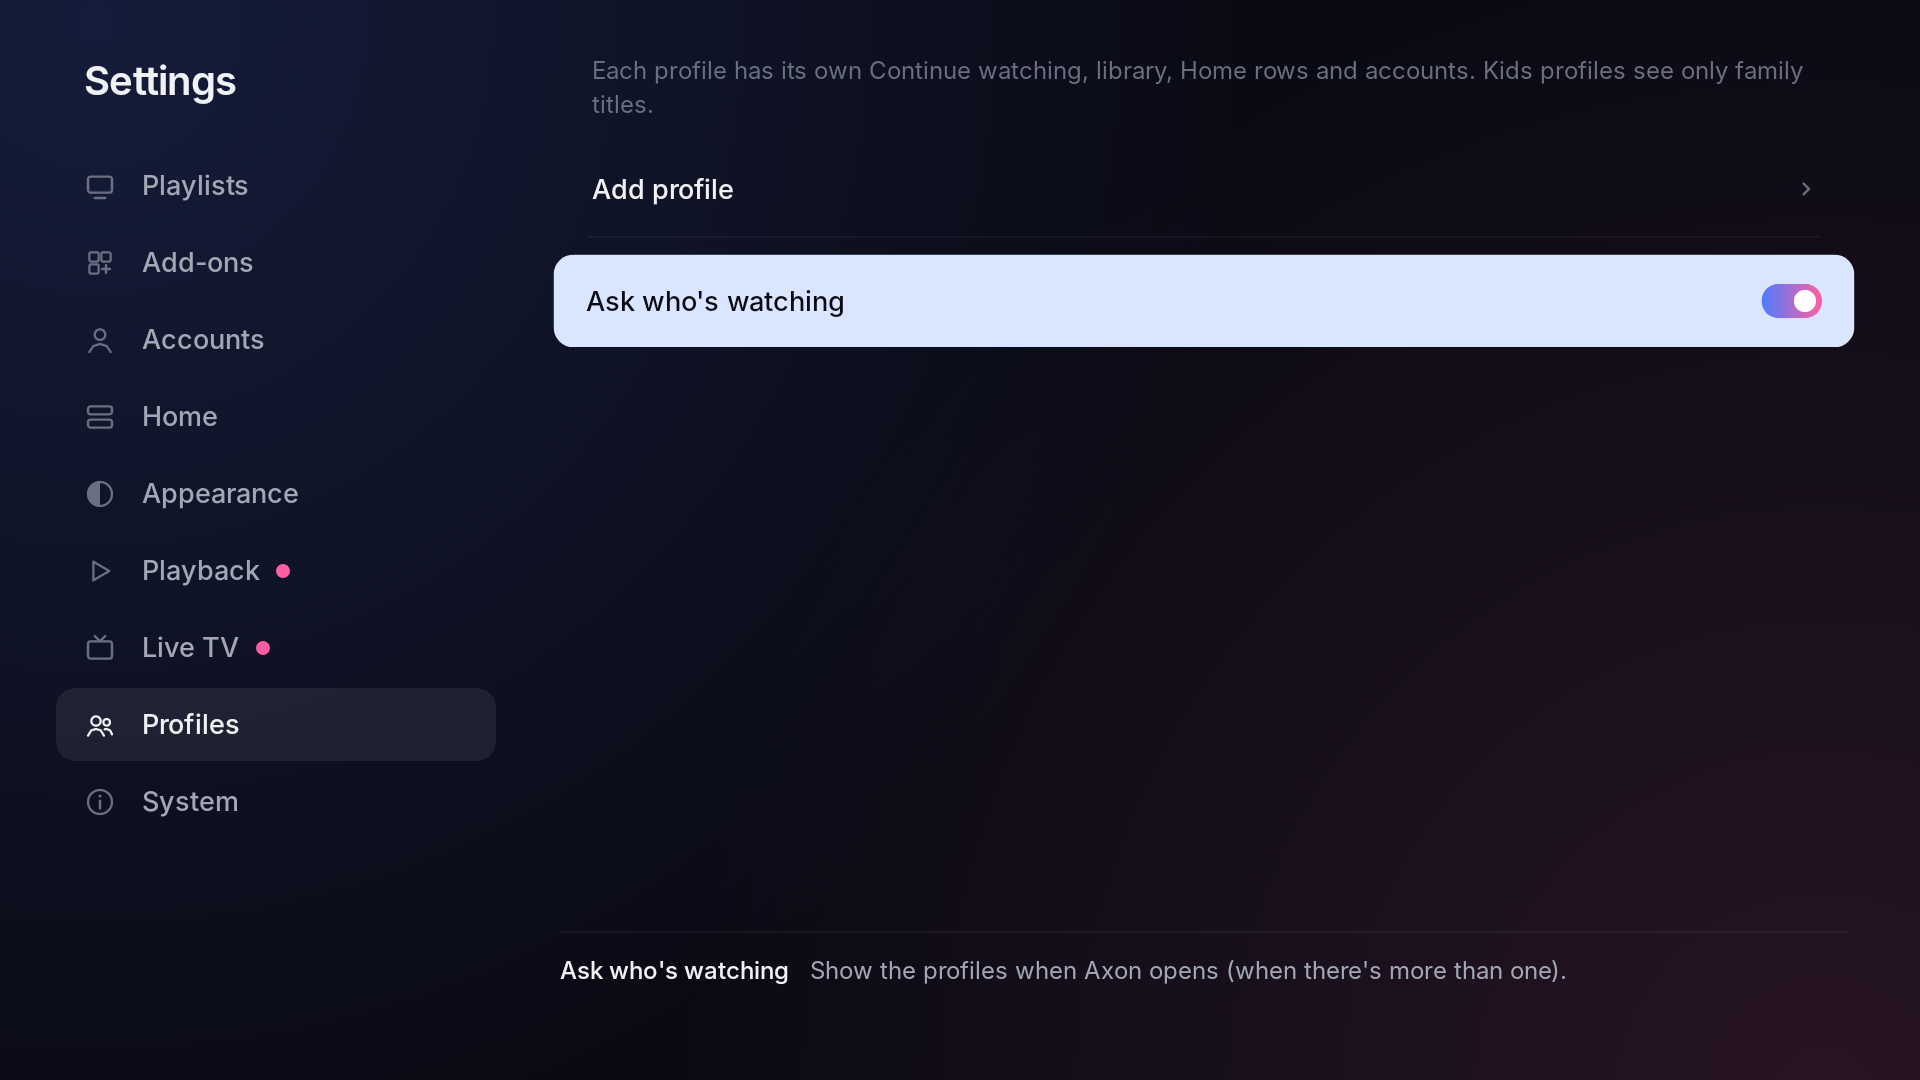 Settings
Playlists
Add-ons
Accounts
Home
Appearance
Playback
Live TV
Profiles
System
Each profile has its own Continue watching, library, Home rows and accounts. Kids profiles see only family
titles.
Add profile
Ask who's watching
Ask who's watching Show the profiles when Axon opens (when there's more than one).